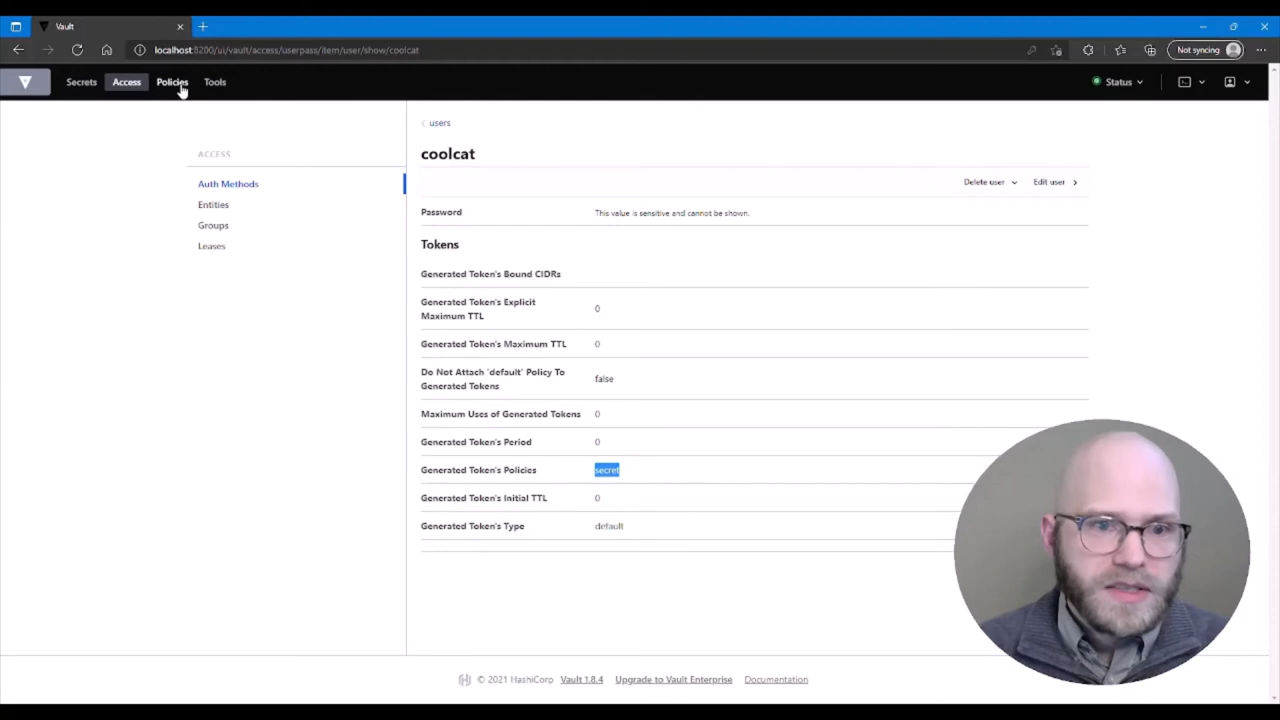 Vault
localhost:8200/ui/vault/access/userpass/item/user/show/coolcat
Not syncing
Secrets Access Policies Tools
Status
ACCESS
Auth Methods
Entities
Groups
Leases
users
coolcat
Delete user Edit user
Password This value is sensitive and cannot be shown.
Tokens
Generated Token's Bound CIDRs
Generated Token's Explicit
Maximum TTL 0
Generated Token's Maximum TTL 0
Do Not Attach 'default' Policy To
Generated Tokens false
Maximum Uses of Generated Tokens 0
Generated Token's Period 0
Generated Token's Policies secret
Generated Token's Initial TTL 0
Generated Token's Type default
© 2021 HashiCorp Vault 1.8.4 Upgrade to Vault Enterprise Documentation